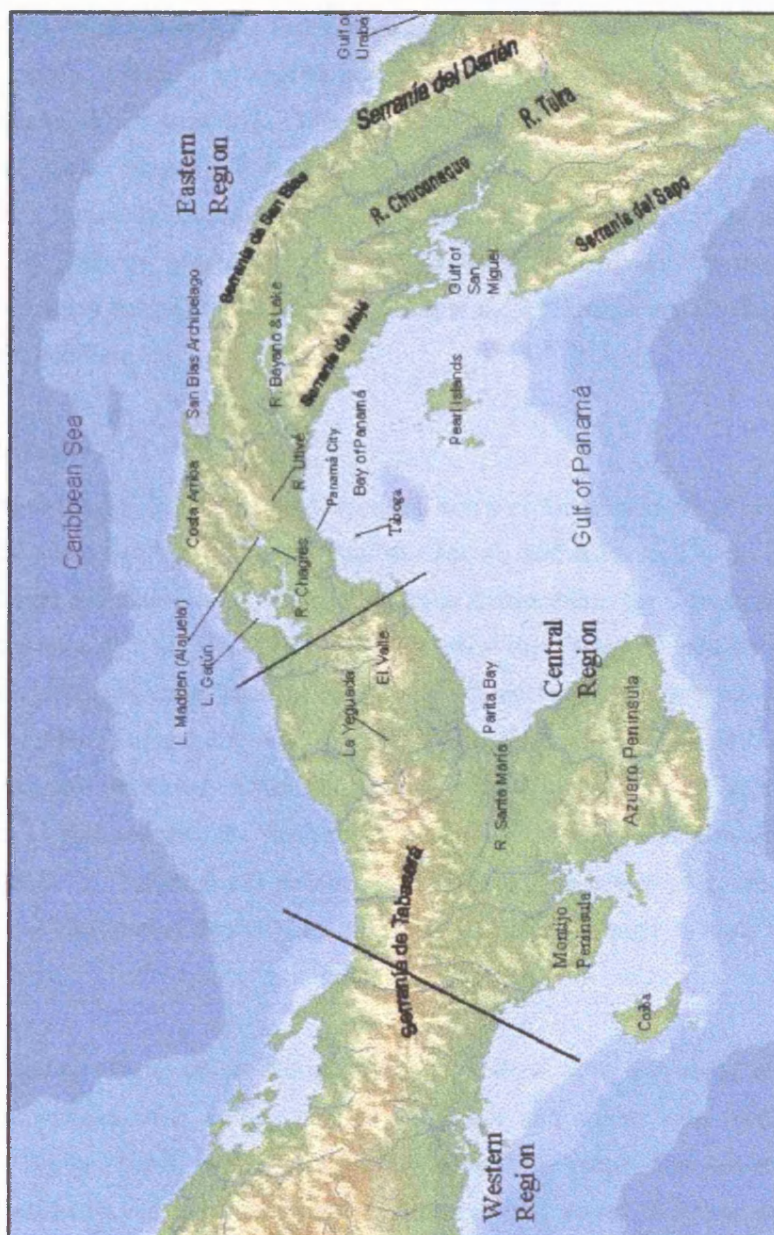 Caribbean Sea
Eastern
Region
Gulf of
Urabá
San Blas Archipelago
Costa Arriba
Serranía de San Blas
Serranía del Darién
L. Madden (Alajuela)
L. Gatún
R. Bayano & Lake
R. Chucunaque
R. Tuira
R. Utivé
Serranía de Majé
R. Chagres
Panamá City
Bay of Panamá
Gulf of
San
Miguel
Serranía del Sapo
La Yeguada
El Valle
Taboga
Pearl Islands
Serranía de Tabasará
R. Santa María
Parita Bay
Gulf of Panamá
Central
Region
Western
Region
Montijo
Peninsula
Azuero Peninsula
Coiba